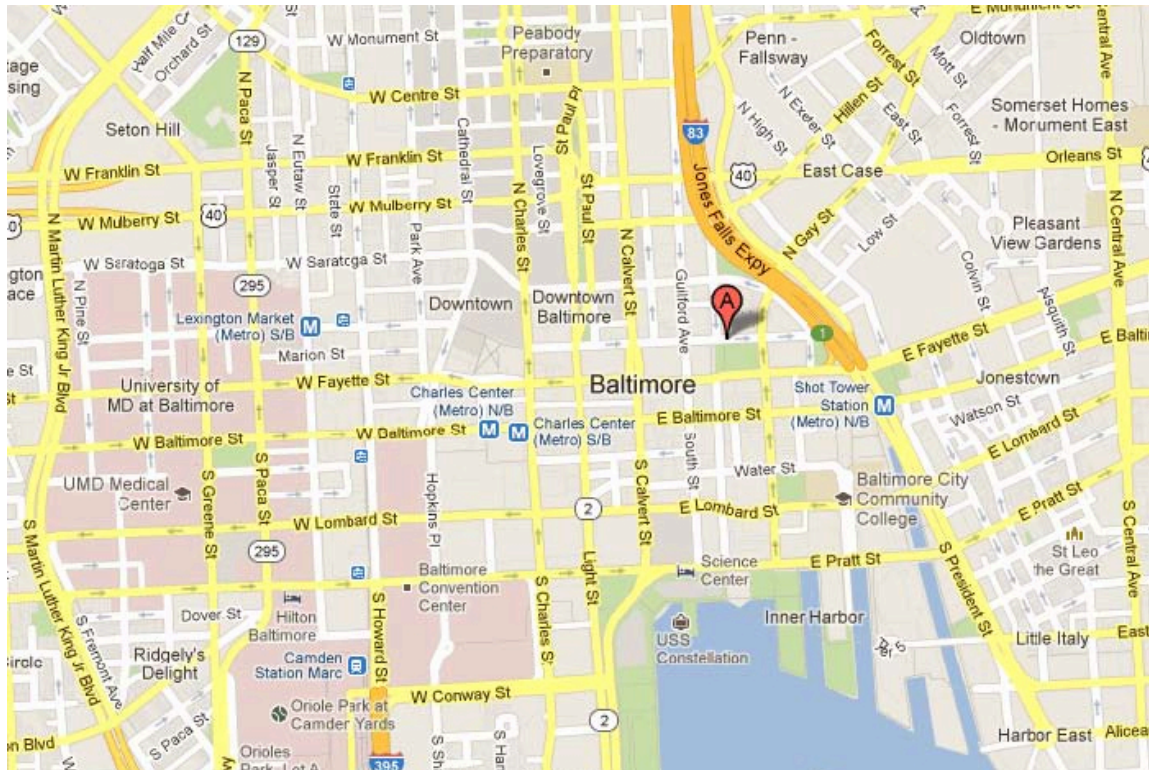 E Monument St
Half Mile C
Orchard St
129
W Monument St
Peabody
Preparatory
Penn -
Fallsway
Forrest St
Mott St
Oldtown
N Central Ave
N Paca St
W Centre St
St Paul Pl
N High St
N Exeter St
Hillen St
East St
Forrest St
Somerset Homes
- Monument East
Seton Hill
83
Cathedral St
Lovegrove St
W Franklin St
Jasper St
N Eutaw St
State St
40
East Case
Orleans St
W Mulberry St
40
W Mulberry St
N Charles St
St Paul St
N Calvert St
Jones Falls Expy
N Gay St
Low St
Pleasant
View Gardens
N Central Ave
N Martin Luther King Jr Blvd
W Saratoga St
W Saratoga St
Park Ave
Guilford Ave
Colvin St
Aisquith St
N Pine St
295
Downtown
Downtown
Baltimore
A
Lexington Market
(Metro) S/B
M
1
Marion St
E Fayette St
University of
MD at Baltimore
W Fayette St
Charles Center
(Metro) N/B
Baltimore
Shot Tower
Station
(Metro) N/B
M
Jonestown
W Baltimore St
W Baltimore St
M
M
Charles Center
(Metro) S/B
E Baltimore St
Watson St
E Lombard St
UMD Medical
Center
S Greene St
S Paca St
Hopkins Pl
S Calvert St
South St
Water St
Baltimore City
Community
College
W Lombard St
2
E Lombard St
E Pratt St
295
Baltimore
Convention
Center
Light St
Science
Center
E Pratt St
St Leo
the Great
S Central Ave
S Martin Luther King Jr Blvd
Dover St
Hilton
Baltimore
S Howard St
S Charles St
USS
Constellation
Inner Harbor
S President St
Little Italy
East
S Fremont Ave
Ridgely's
Delight
Camden
Station Marc
Circle
W Conway St
Oriole Park at
Camden Yards
2
S Paca St
on Blvd
Orioles
395
Harbor East
Alicea